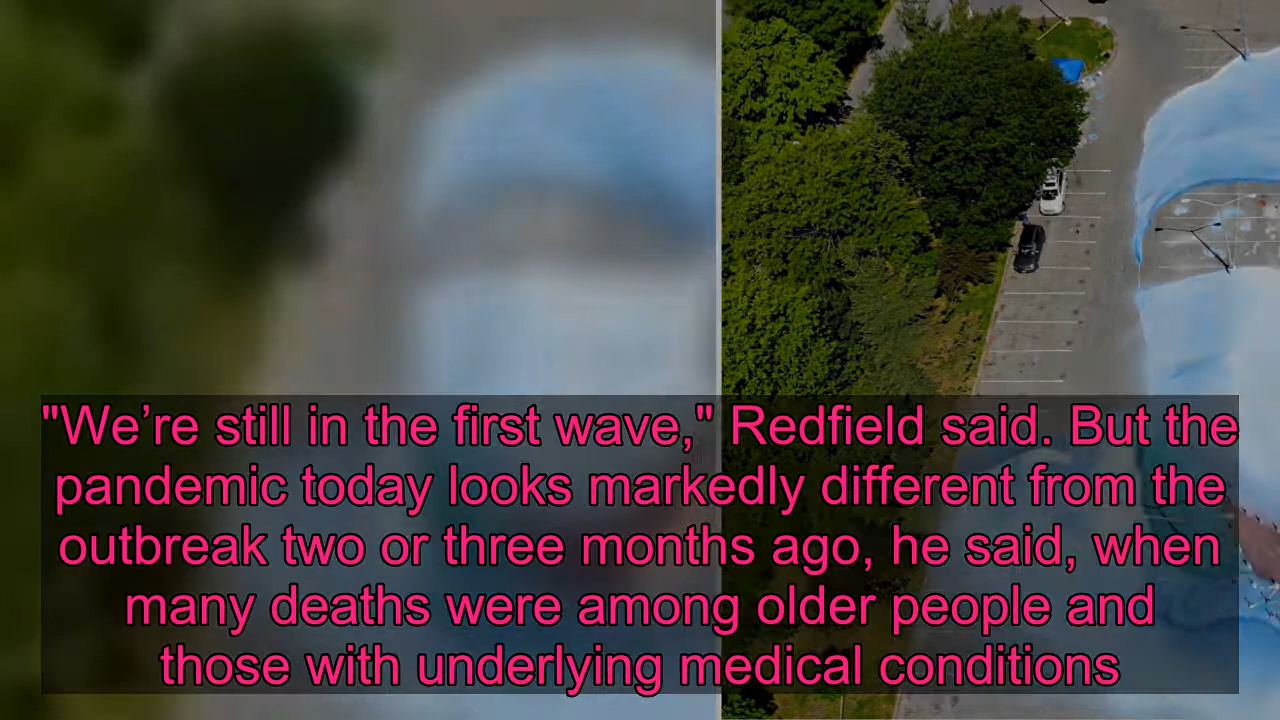 "We’re still in the first wave," Redfield said. But the
pandemic today looks markedly different from the
outbreak two or three months ago, he said, when
many deaths were among older people and
those with underlying medical conditions